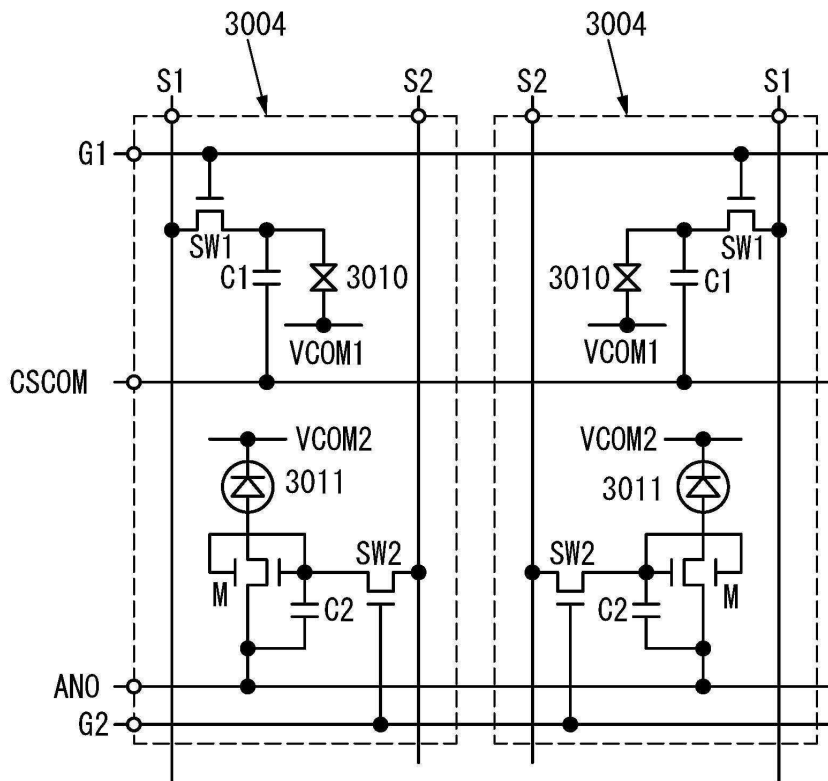 3004 3004
S1 S2 S2 S1
G1
SW1 SW1
C1 3010 3010 C1
VCOM1 VCOM1
CSCOM
VCOM2 VCOM2
3011 3011
SW2 SW2
M C2 C2 M
ANO
G2